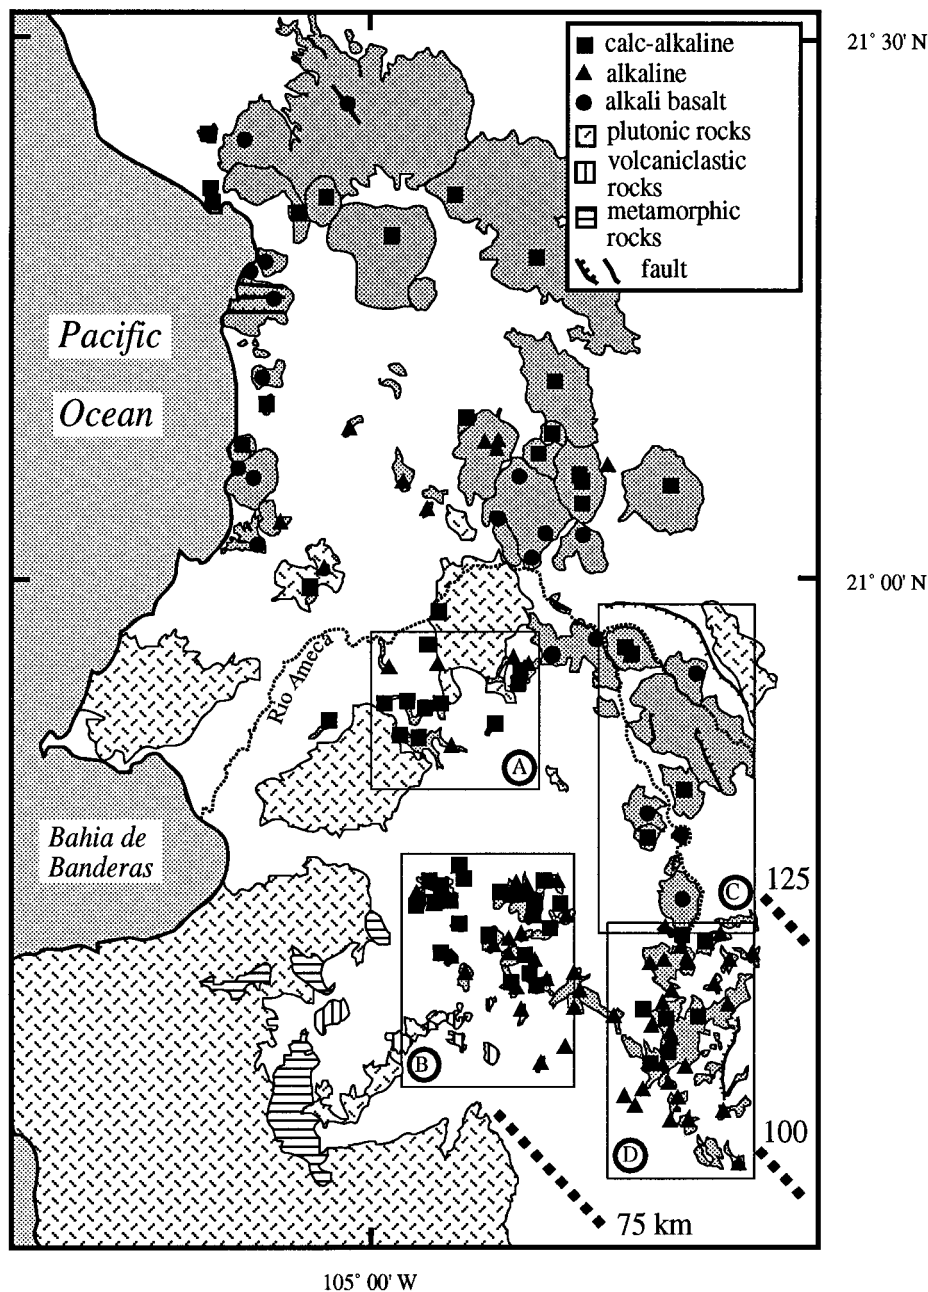 21° 30' N
calc-alkaline
alkaline
alkali basalt
plutonic rocks
volcaniclastic
rocks
metamorphic
rocks
fault
Pacific
Ocean
21° 00' N
Rio Ameca
A
Bahia de
Banderas
C
125
B
D
100
75 km
105° 00' W